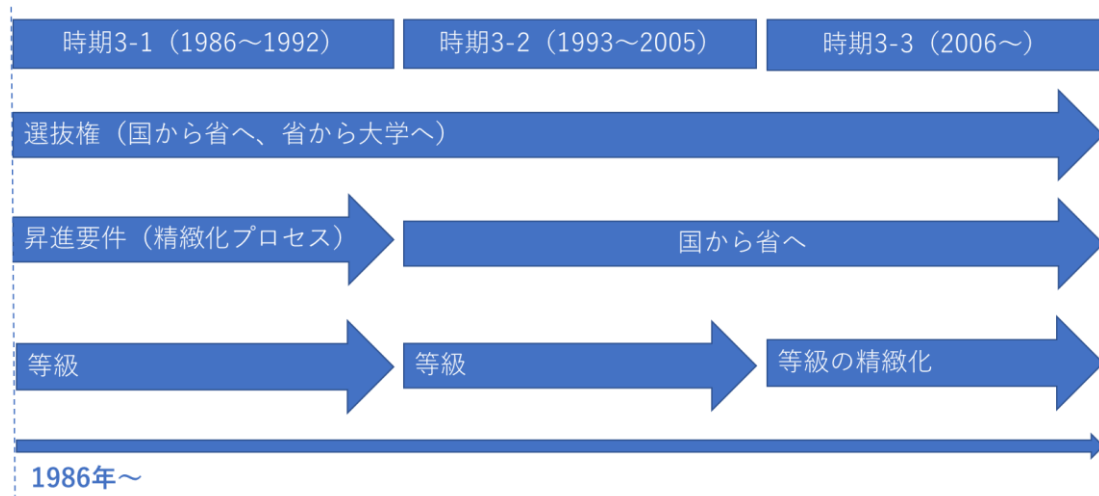 時期3-1（1986～1992）
時期3-2（1993～2005）
時期3-3（2006～）
選抜権（国から省へ、省から大学へ）
昇進要件（精緻化プロセス）
国から省へ
等級
等級
等級の精緻化
1986年～